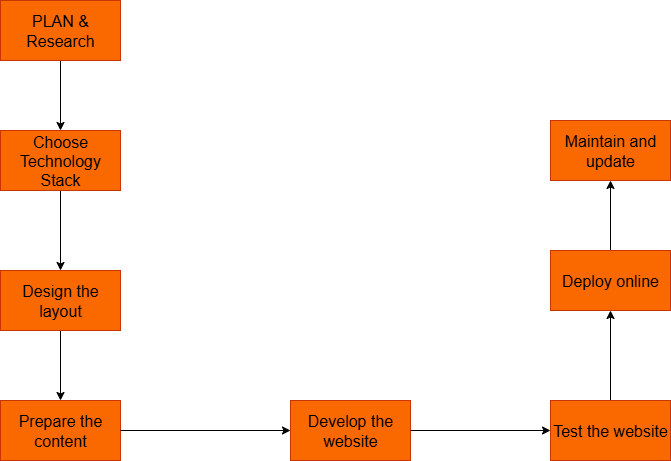 PLAN &
Research
Choose
Technology
Stack
Design the
layout
Prepare the
content
Develop the
website
Test the website
Deploy online
Maintain and
update